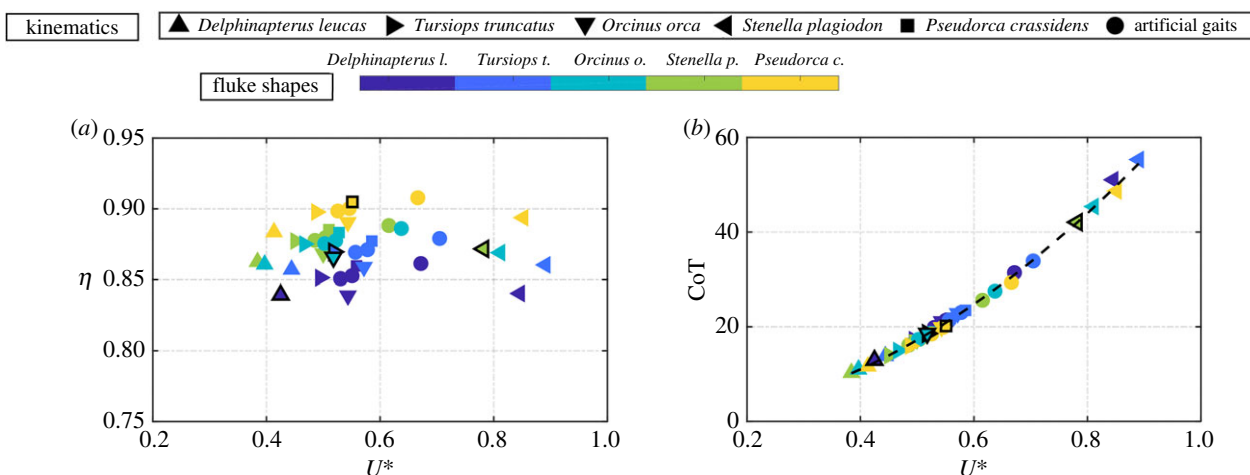 kinematics Delphinapterus leucas Tursiops truncatus Orcinus orca Stenella plagiodon Pseudorca crassidens artificial gaits
Delphinapterus l. Tursiops t. Orcinus o. Stenella p. Pseudorca c.
fluke shapes
(a)
0.95
0.90
η
0.85
0.80
0.75
0.2 0.4 0.6 0.8 1.0
U*
(b)
60
40
CoT
20
0
0.2 0.4 0.6 0.8 1.0
U*